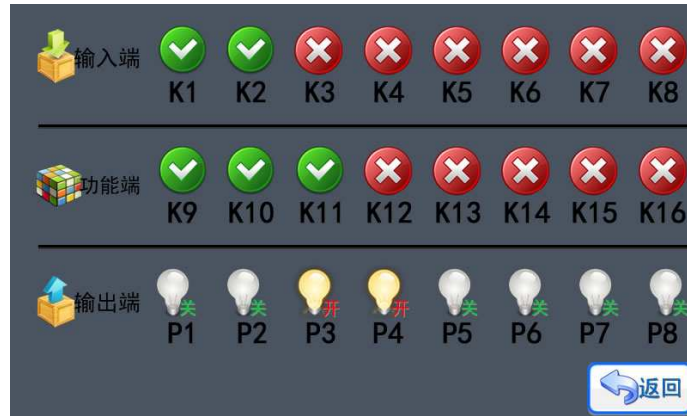 输入端
K1 K2 K3 K4 K5 K6 K7 K8
功能端
K9 K10 K11 K12 K13 K14 K15 K16
输出端
关 关 开 开 关 关 关 关
P1 P2 P3 P4 P5 P6 P7 P8
返回